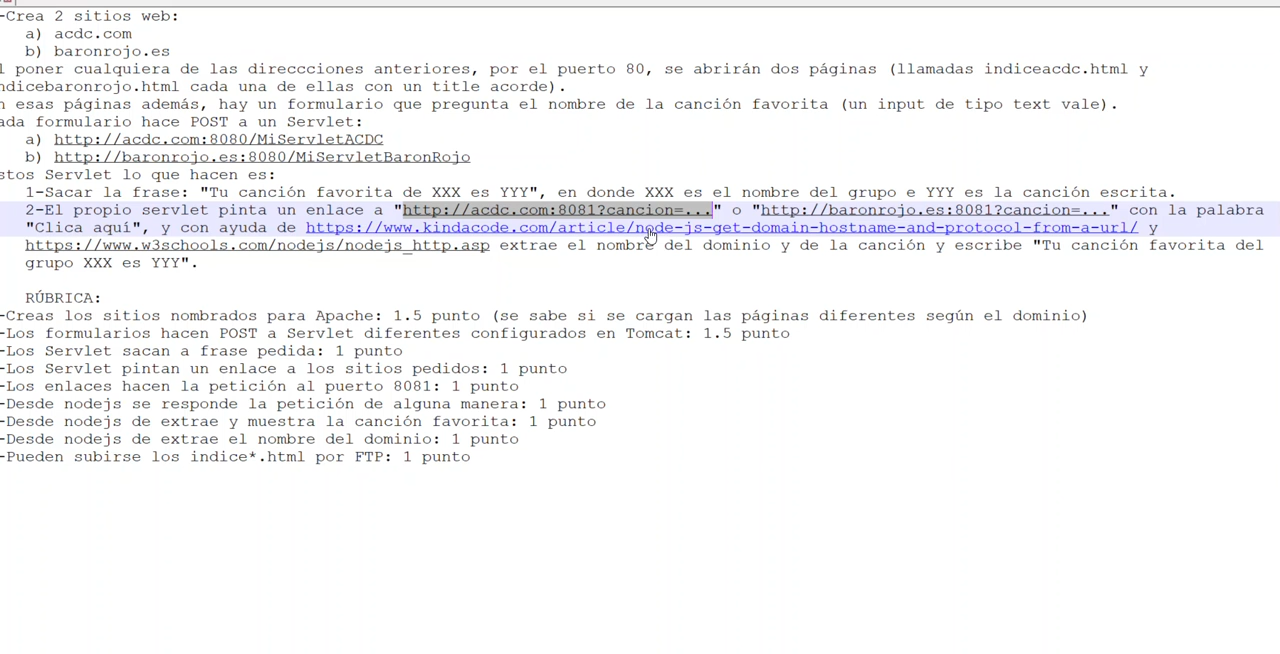 -Crea 2 sitios web:
a) acdc.com
b) baronrojo.es
l poner cualquiera de las direccciones anteriores, por el puerto 80, se abrirán dos páginas (llamadas indiceacdc.html y
ndicebaronrojo.html cada una de ellas con un title acorde).
n esas páginas además, hay un formulario que pregunta el nombre de la canción favorita (un input de tipo text vale).
ada formulario hace POST a un Servlet:
a) http://acdc.com:8080/MiServletACDC
b) http://baronrojo.es:8080/MiServletBaronRojo
stos Servlet lo que hacen es:
1-Sacar la frase: "Tu canción favorita de XXX es YYY", en donde XXX es el nombre del grupo e YYY es la canción escrita.
2-El propio servlet pinta un enlace a "http://acdc.com:8081?cancion=..." o "http://baronrojo.es:8081?cancion=..." con la palabra
"Clica aquí", y con ayuda de https://www.kindacode.com/article/node-js-get-domain-hostname-and-protocol-from-a-url/ y
https://www.w3schools.com/nodejs/nodejs_http.asp extrae el nombre del dominio y de la canción y escribe "Tu canción favorita del
grupo XXX es YYY".
RÚBRICA:
-Creas los sitios nombrados para Apache: 1.5 punto (se sabe si se cargan las páginas diferentes según el dominio)
-Los formularios hacen POST a Servlet diferentes configurados en Tomcat: 1.5 punto
-Los Servlet sacan a frase pedida: 1 punto
-Los Servlet pintan un enlace a los sitios pedidos: 1 punto
-Los enlaces hacen la petición al puerto 8081: 1 punto
-Desde nodejs se responde la petición de alguna manera: 1 punto
-Desde nodejs de extrae y muestra la canción favorita: 1 punto
-Desde nodejs de extrae el nombre del dominio: 1 punto
-Pueden subirse los indice*.html por FTP: 1 punto